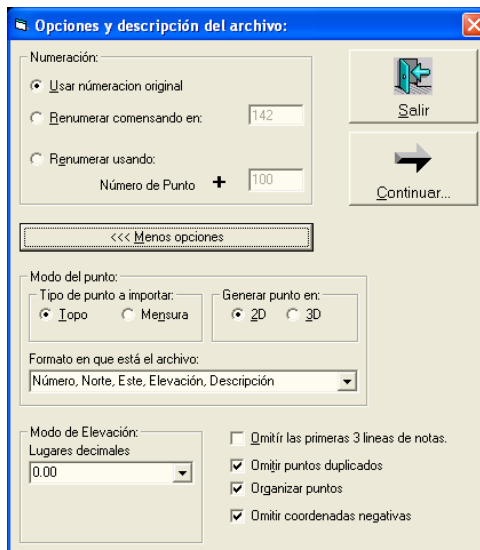 Opciones y descripción del archivo:
Numeración:
Usar númeracion original
Renumerar comensando en:
142
Renumerar usando:
Número de Punto + 100
Salir
Continuar...
<<< Menos opciones
Modo del punto:
Tipo de punto a importar:
Topo Mensura
Generar punto en:
2D 3D
Formato en que está el archivo:
Número, Norte, Este, Elevación, Descripción
Modo de Elevación:
Lugares decimales
0.00
Omitír las primeras 3 lineas de notas.
Omitir puntos duplicados
Organizar puntos
Omitir coordenadas negativas